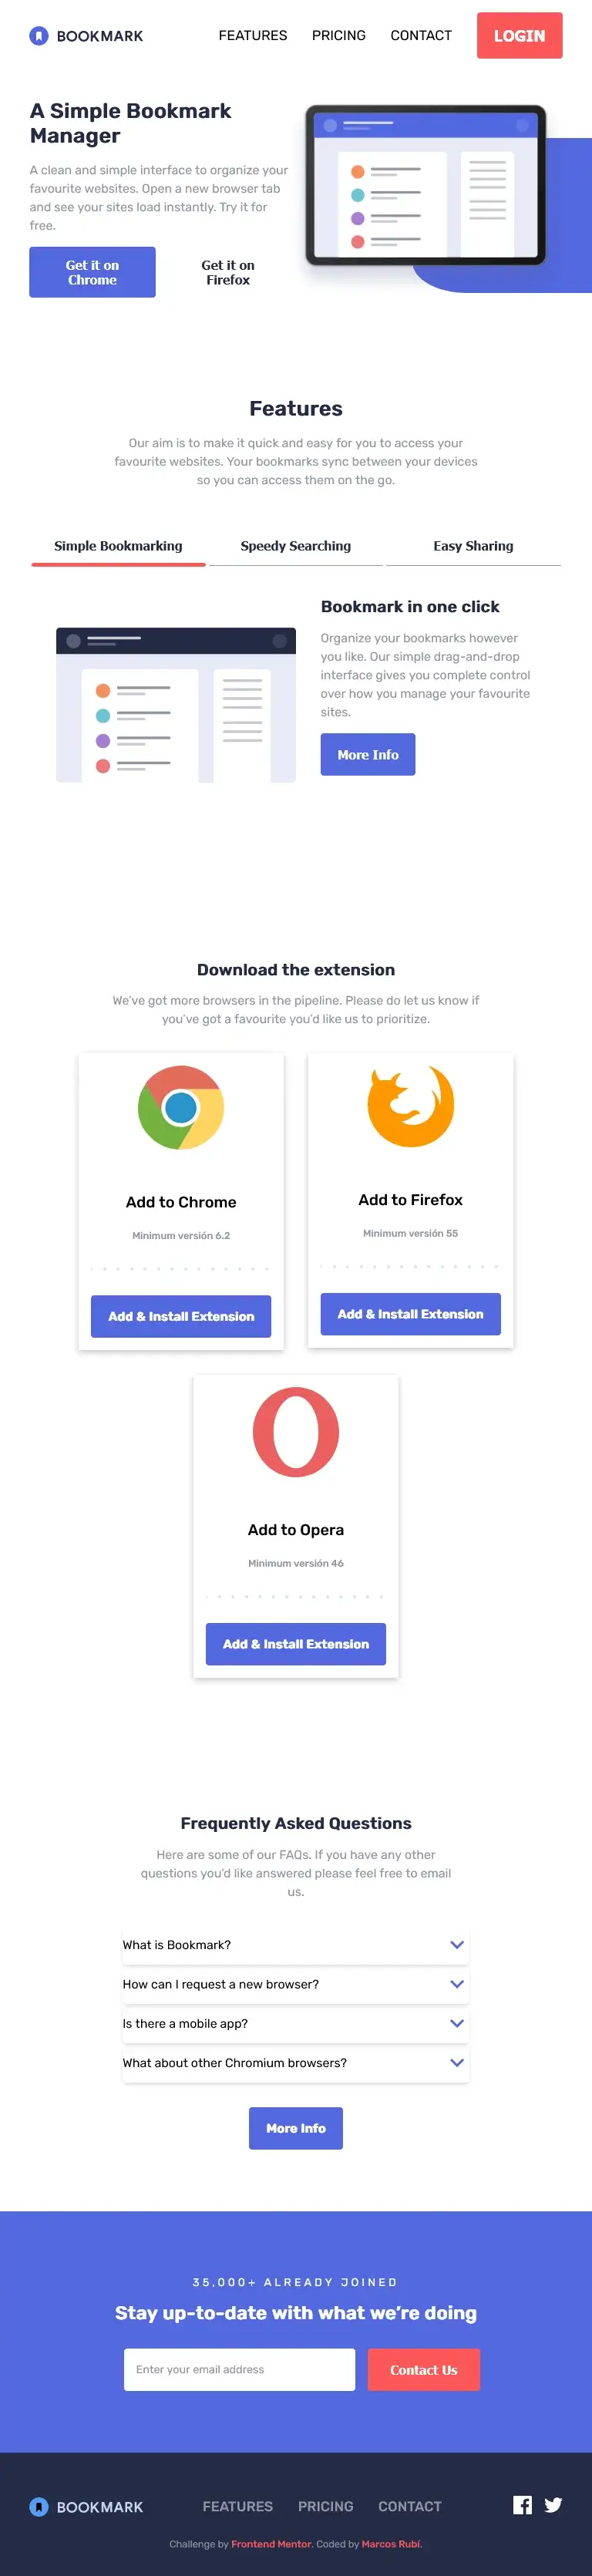 BOOKMARK FEATURES PRICING CONTACT LOGIN
A Simple Bookmark
Manager
A clean and simple interface to organize your
favourite websites. Open a new browser tab
and see your sites load instantly. Try it for
free.
Get it on
Chrome
Get it on
Firefox
Features
Our aim is to make it quick and easy for you to access your
favourite websites. Your bookmarks sync between your devices
so you can access them on the go.
Simple Bookmarking Speedy Searching Easy Sharing
Bookmark in one click
Organize your bookmarks however
you like. Our simple drag-and-drop
interface gives you complete control
over how you manage your favourite
sites.
More Info
Download the extension
We've got more browsers in the pipeline. Please do let us know if
you've got a favourite you'd like us to prioritize.
Add to Chrome
Minimum versión 6.2
Add & Install Extension
Add to Firefox
Minimum versión 55
Add & Install Extension
Add to Opera
Minimum versión 46
Add & Install Extension
Frequently Asked Questions
Here are some of our FAQs. If you have any other
questions you'd like answered please feel free to email
us.
What is Bookmark?
How can I request a new browser?
Is there a mobile app?
What about other Chromium browsers?
More Info
35,000+ ALREADY JOINED
Stay up-to-date with what we're doing
Enter your email address
Contact Us
BOOKMARK FEATURES PRICING CONTACT
Challenge by Frontend Mentor. Coded by Marcos Rubí.